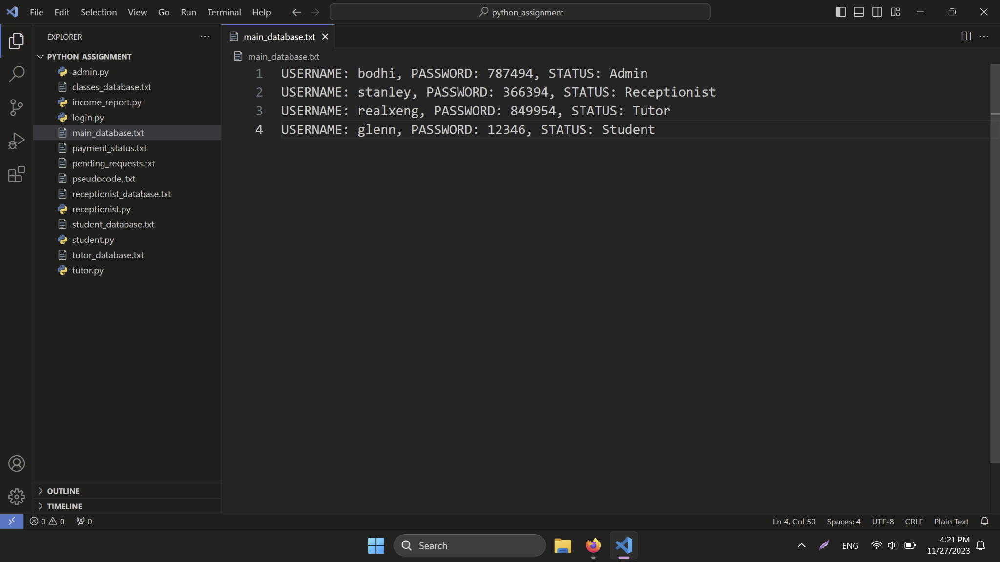 File Edit Selection View Go Run Terminal Help
python_assignment
EXPLORER
PYTHON_ASSIGNMENT
admin.py
classes_database.txt
income_report.py
login.py
main_database.txt
payment_status.txt
pending_requests.txt
pseudocode,.txt
receptionist_database.txt
receptionist.py
student_database.txt
student.py
tutor_database.txt
tutor.py
OUTLINE
TIMELINE
main_database.txt
main_database.txt
1 USERNAME: bodhi, PASSWORD: 787494, STATUS: Admin
2 USERNAME: stanley, PASSWORD: 366394, STATUS: Receptionist
3 USERNAME: realxeng, PASSWORD: 849954, STATUS: Tutor
4 USERNAME: glenn, PASSWORD: 12346, STATUS: Student
0 0 0
Ln 4, Col 50 Spaces: 4 UTF-8 CRLF Plain Text
Search
ENG
4:21 PM
11/27/2023